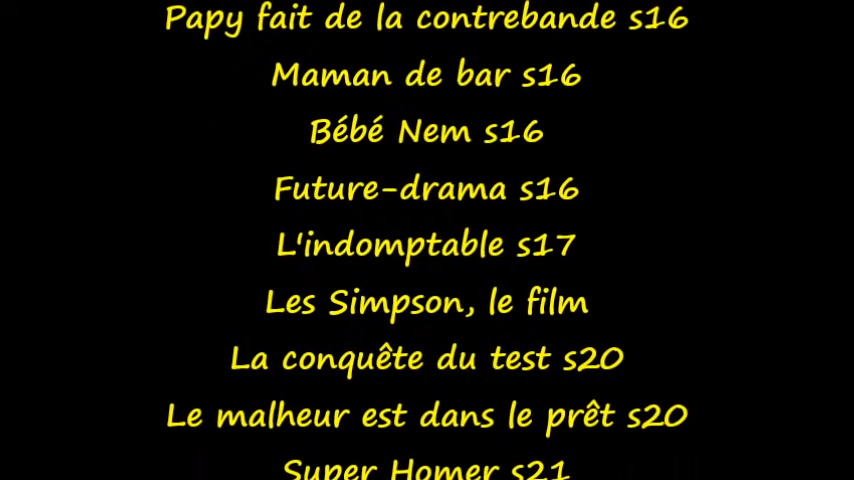 Papy fait de la contrebande s16
Maman de bar s16
Bébé Nem s16
Future-drama s16
L'indomptable s17
Les Simpson, le film
La conquête du test s20
Le malheur est dans le prêt s20
Super Homer s21